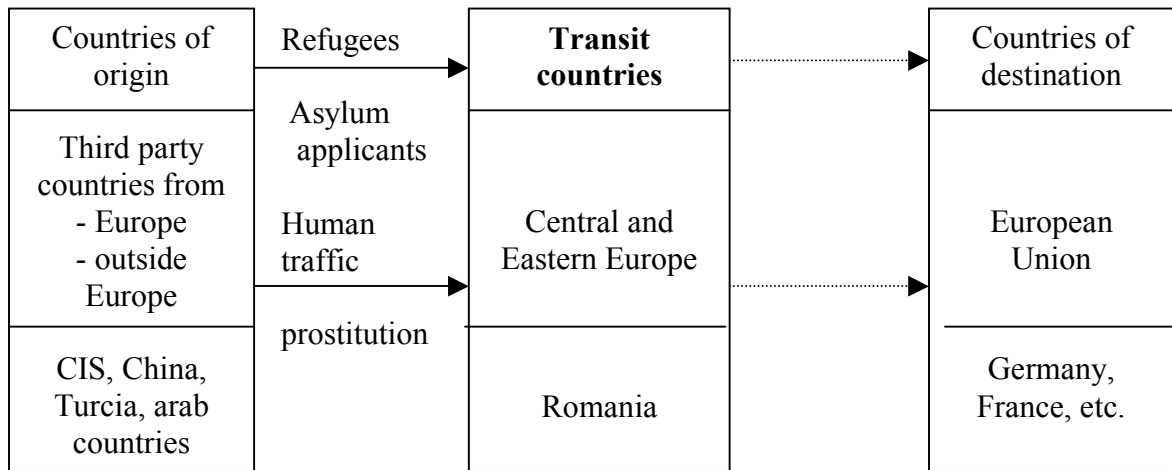 Countries of
origin
Refugees
Asylum
applicants
Human
traffic
prostitution
Transit
countries
Countries of
destination
Third party
countries from
- Europe
- outside
Europe
Central and
Eastern Europe
European
Union
CIS, China,
Turcia, arab
countries
Romania
Germany,
France, etc.